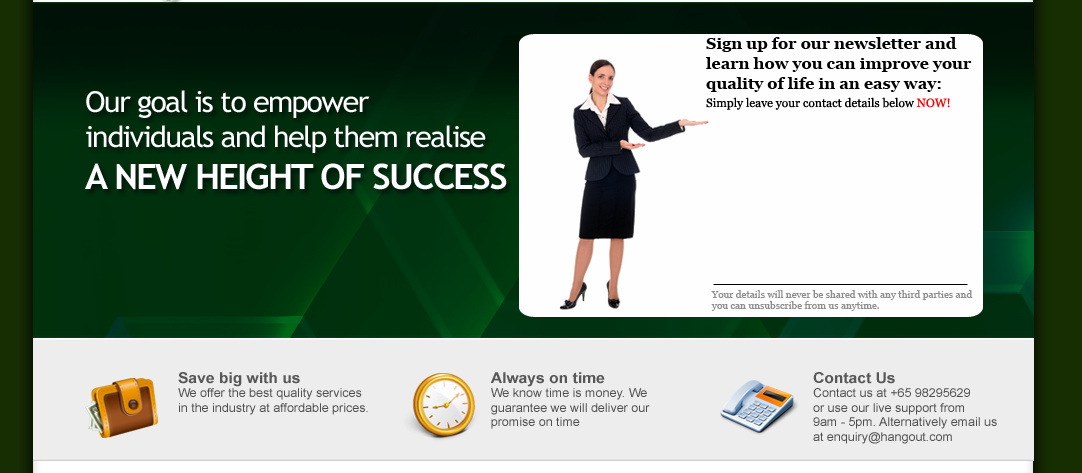 Our goal is to empower
individuals and help them realise
A NEW HEIGHT OF SUCCESS
Sign up for our newsletter and
learn how you can improve your
quality of life in an easy way:
Simply leave your contact details below NOW!
Your details will never be shared with any third parties and
you can unsubscribe from us anytime.
Save big with us
We offer the best quality services
in the industry at affordable prices.
Always on time
We know time is money. We
guarantee we will deliver our
promise on time
Contact Us
Contact us at +65 98295629
or use our live support from
9am - 5pm. Alternatively email us
at enquiry@hangout.com